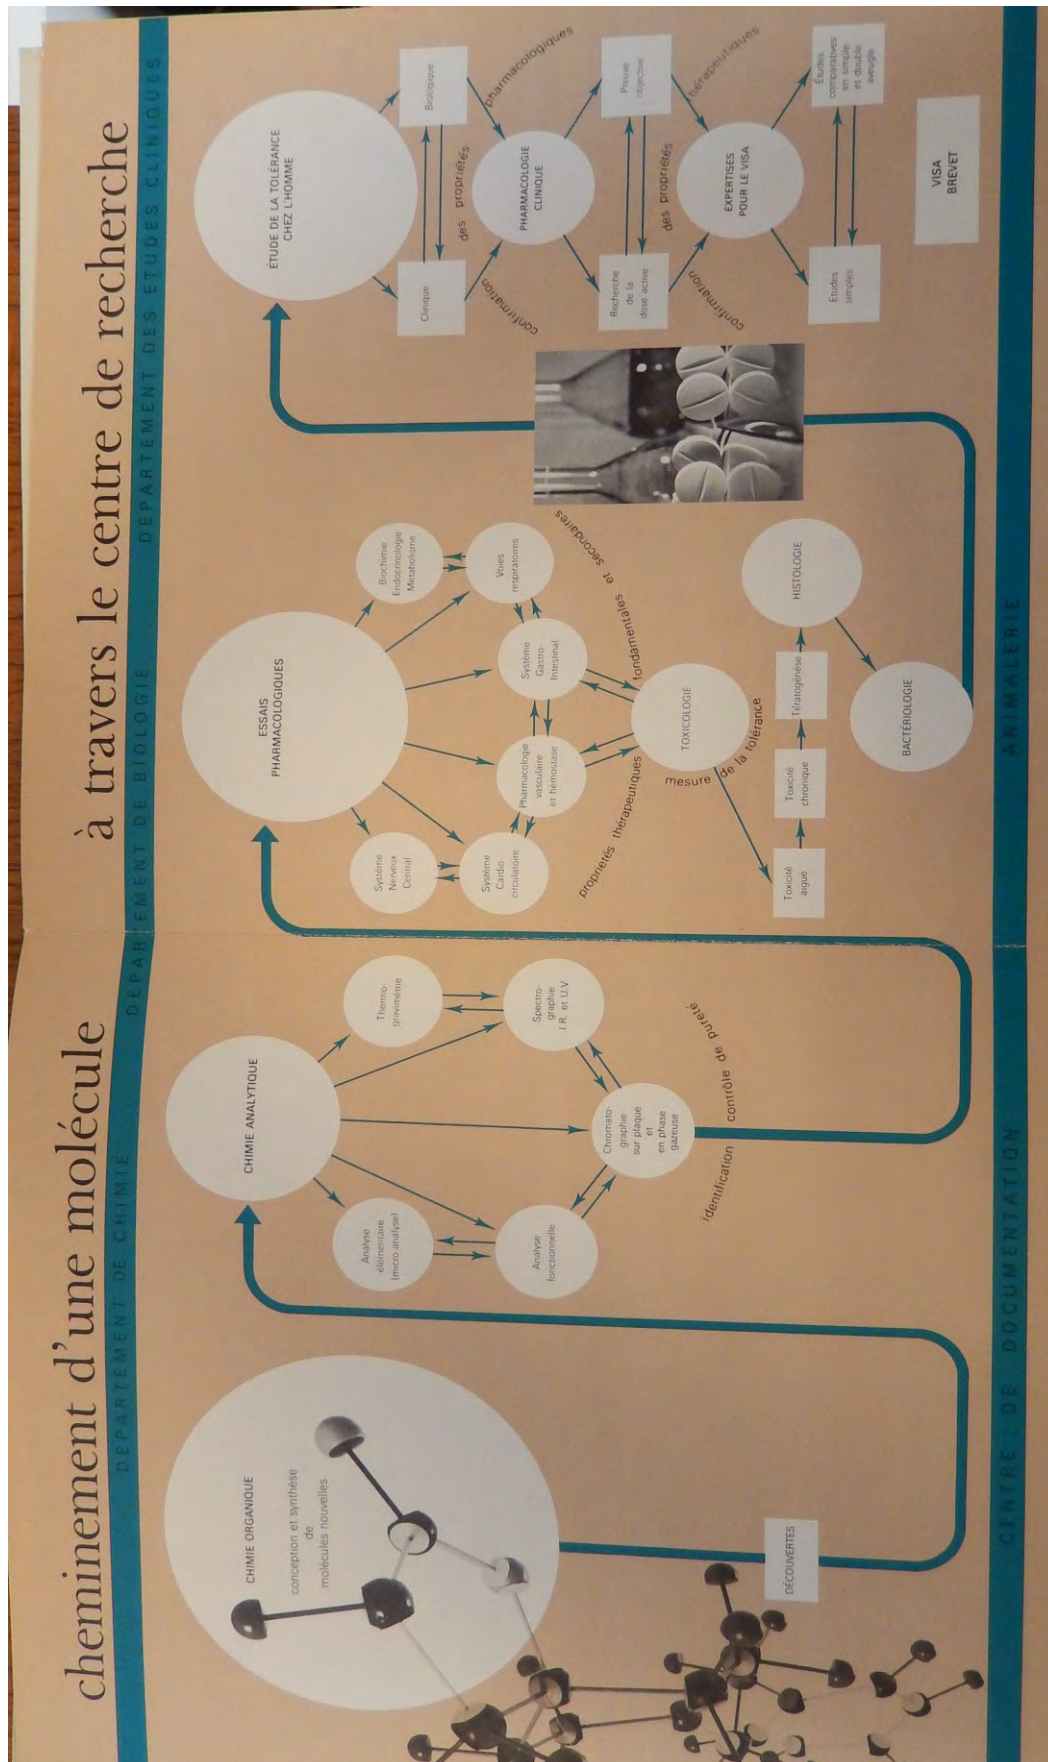 cheminement d'une molécule
à travers le centre de recherche
DÉPARTEMENT DE CHIMIE
DÉPARTEMENT DE BIOLOGIE
DÉPARTEMENT DES ÉTUDES CLINIQUES
CHIMIE ORGANIQUE
conception et synthèse
de
molécules nouvelles
DÉCOUVERTES
CHIMIE ANALYTIQUE
Analyse
élémentaire
(micro-analyse)
Thermo-
gravimétrie
Analyse
fonctionnelle
Spectro-
graphie
I.R. et U.V
Chromato-
graphie
sur plaque
et
en phase
gazeuse
identification contrôle de pureté
ESSAIS
PHARMACOLOGIQUES
Système
Nerveux
Central
Biochimie
Endocrinologie
Metabolisme
Système
Cardio-
circulatoire
Voies
respiratoires
Pharmacologie
vasculaire
et hémostase
Système
Gastro-
Intestinal
propriétés thérapeutiques fondamentales et secondaires
TOXICOLOGIE
mesure de la tolérance
Toxicité
aiguë
Toxicité
chronique
Tératogénèse
HISTOLOGIE
BACTÉRIOLOGIE
ÉTUDE DE LA TOLÉRANCE
CHEZ L'HOMME
Clinique
Biologique
confirmation des propriétés pharmacologiques
PHARMACOLOGIE
CLINIQUE
Recherche
de la
dose active
Preuve
objective
confirmation des propriétés thérapeutiques
EXPERTISES
POUR LE VISA
Etudes
simples
Études
comparatives
en simple
et double
aveugle
VISA
BREVET
CENTRE DE DOCUMENTATION
ANIMALERIE